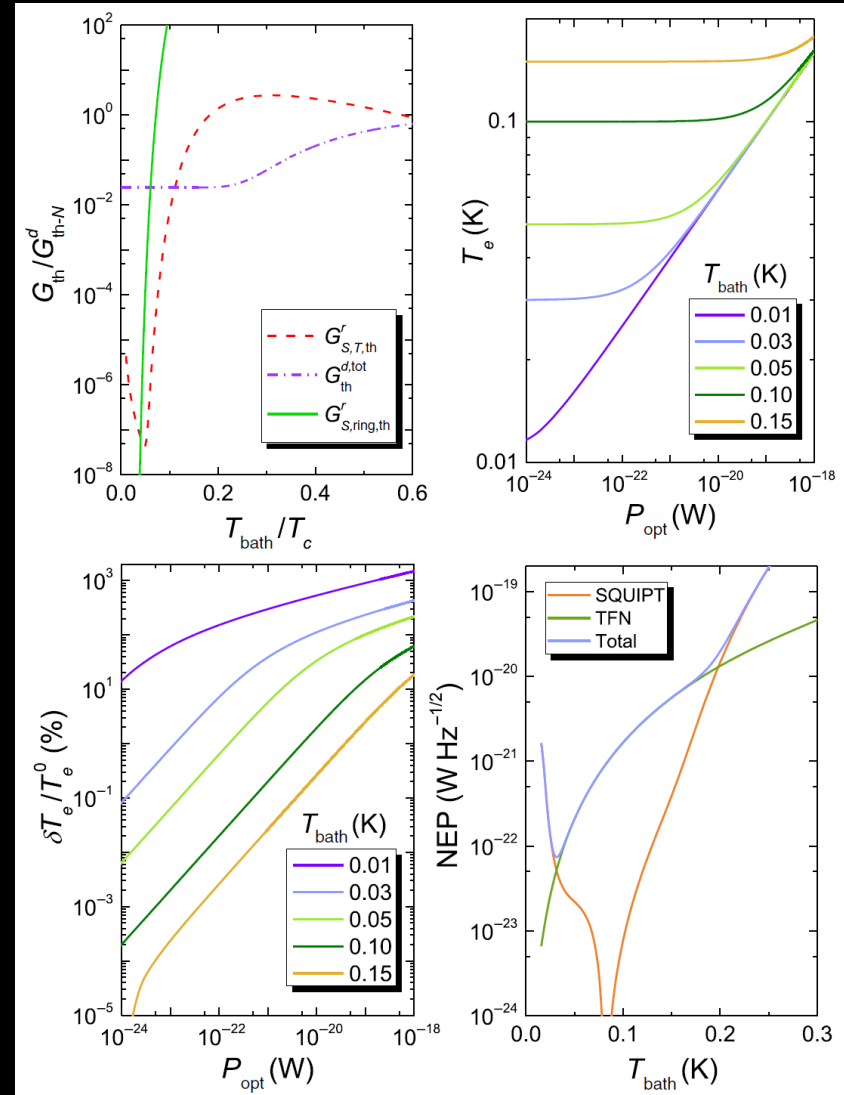 10²
10⁰
10⁻²
10⁻⁴
10⁻⁶
10⁻⁸
G_th/G^d_th-N
G^r_S,T,th
G^d,tot_th
G^r_S,ring,th
0.0 0.2 0.4 0.6
T_bath/T_c
0.1
0.01
T_e (K)
T_bath (K)
0.01
0.03
0.05
0.10
0.15
10⁻²⁴ 10⁻²² 10⁻²⁰ 10⁻¹⁸
P_opt (W)
10³
10¹
10⁻¹
10⁻³
10⁻⁵
δT_e/T_e^0 (%)
T_bath (K)
0.01
0.03
0.05
0.10
0.15
10⁻²⁴ 10⁻²² 10⁻²⁰ 10⁻¹⁸
P_opt (W)
10⁻¹⁹
10⁻²⁰
10⁻²¹
10⁻²²
10⁻²³
10⁻²⁴
NEP (W Hz⁻¹/²)
SQUIPT
TFN
Total
0.0 0.1 0.2 0.3
T_bath (K)